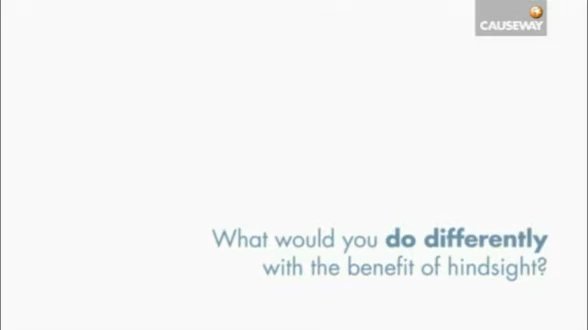 CAUSEWAY
What would you do differently
with the benefit of hindsight?